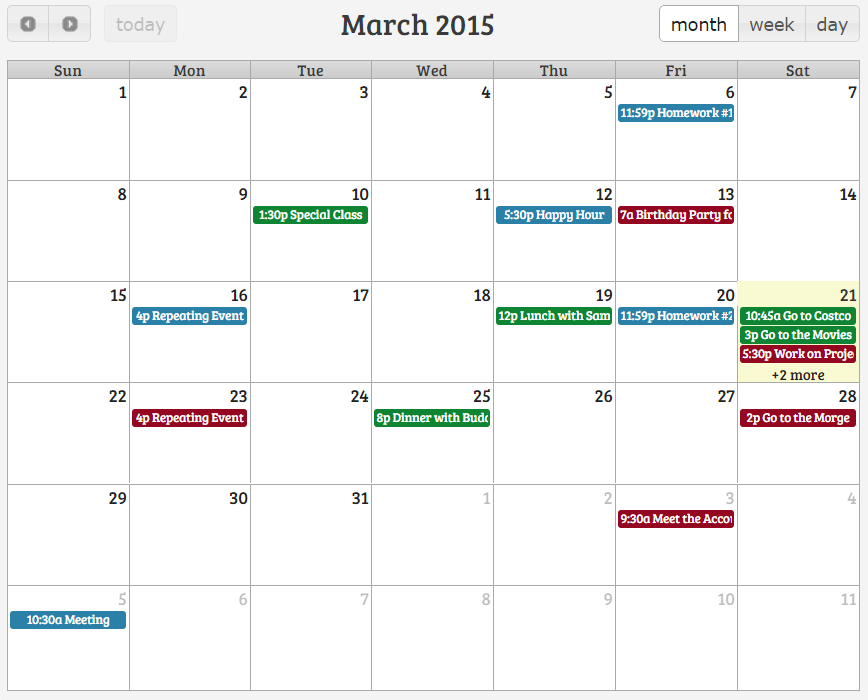 today
March 2015
month week day
Sun Mon Tue Wed Thu Fri Sat
1 2 3 4 5 6 7
11:59p Homework #1
8 9 10 11 12 13 14
1:30p Special Class 5:30p Happy Hour 7a Birthday Party fo
15 16 17 18 19 20 21
4p Repeating Event 12p Lunch with Sam 11:59p Homework #2 10:45a Go to Costco
3p Go to the Movies
5:30p Work on Proje
+2 more
22 23 24 25 26 27 28
4p Repeating Event 8p Dinner with Budd 2p Go to the Morge
29 30 31 1 2 3 4
9:30a Meet the Accou
5 6 7 8 9 10 11
10:30a Meeting